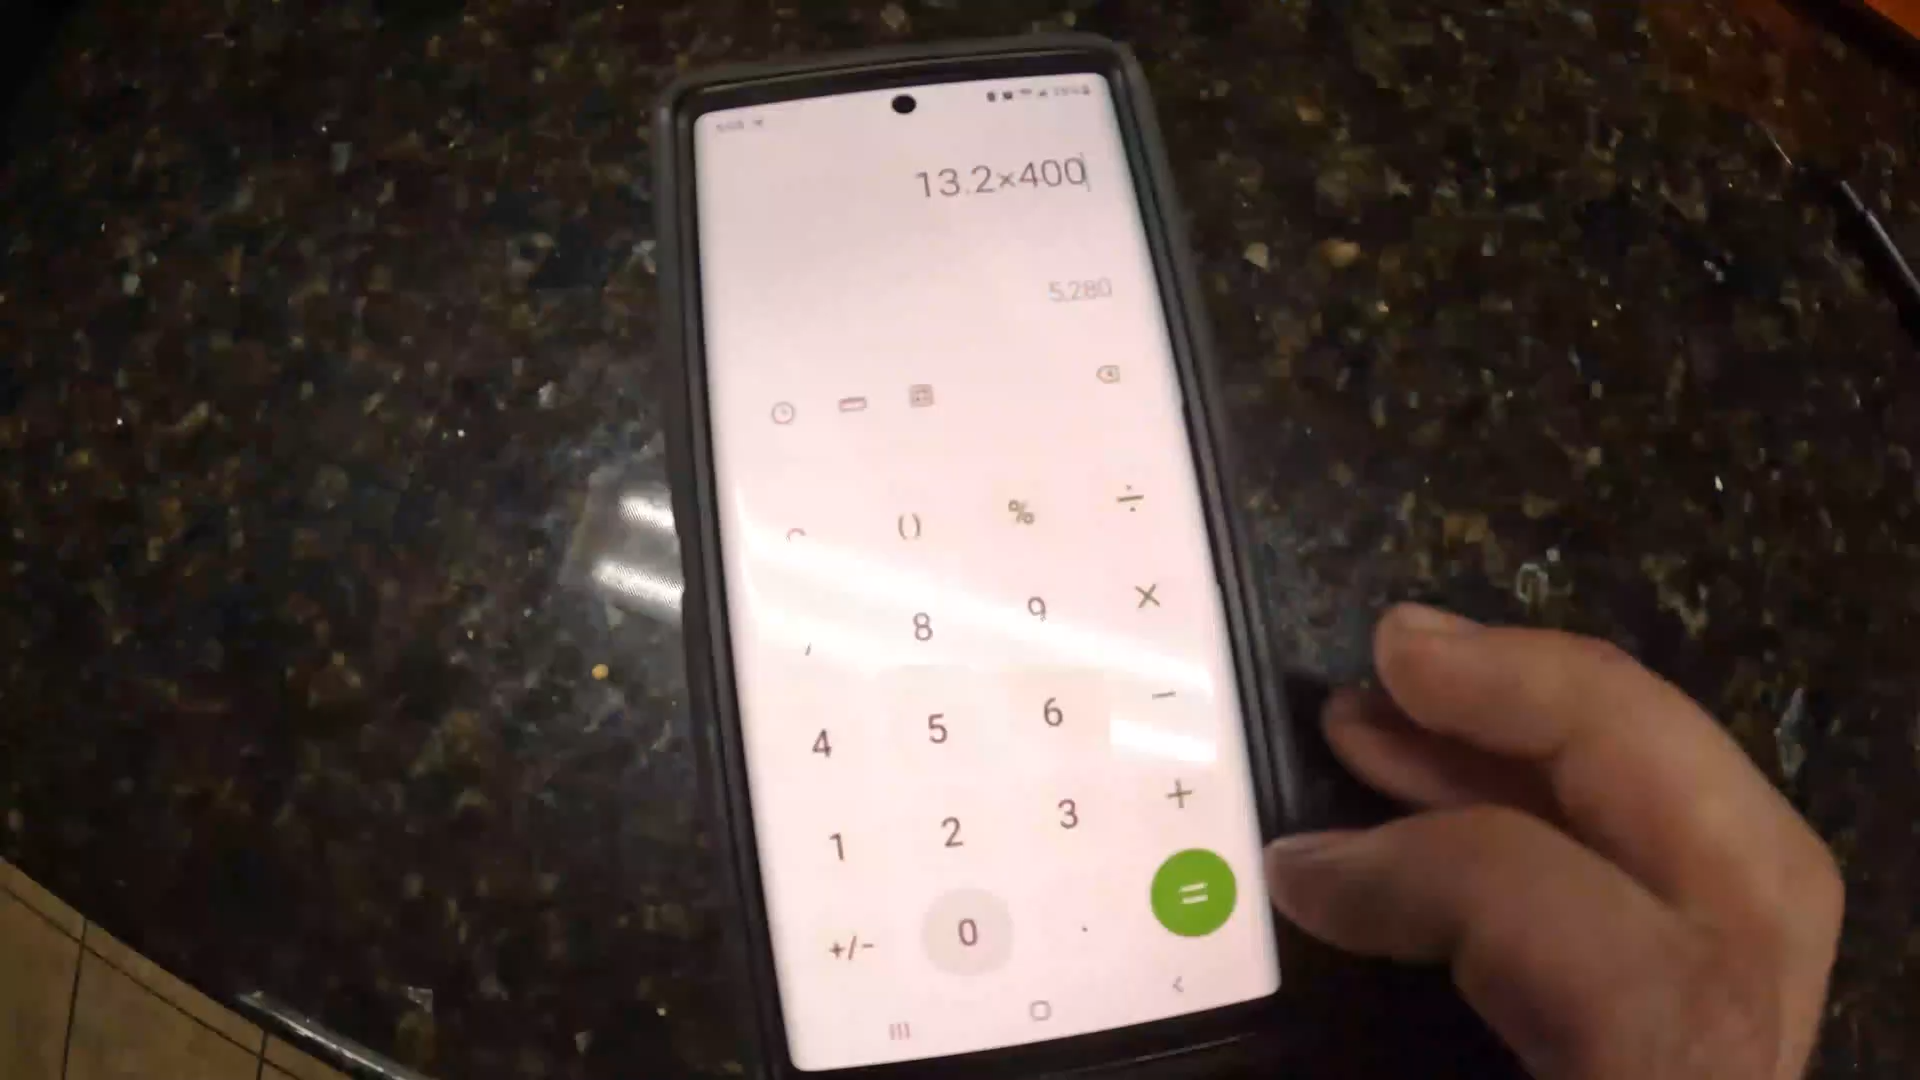 13.2×400
5,280
() % ÷
8 9 ×
4 5 6 −
1 2 3 +
+/− 0 . =